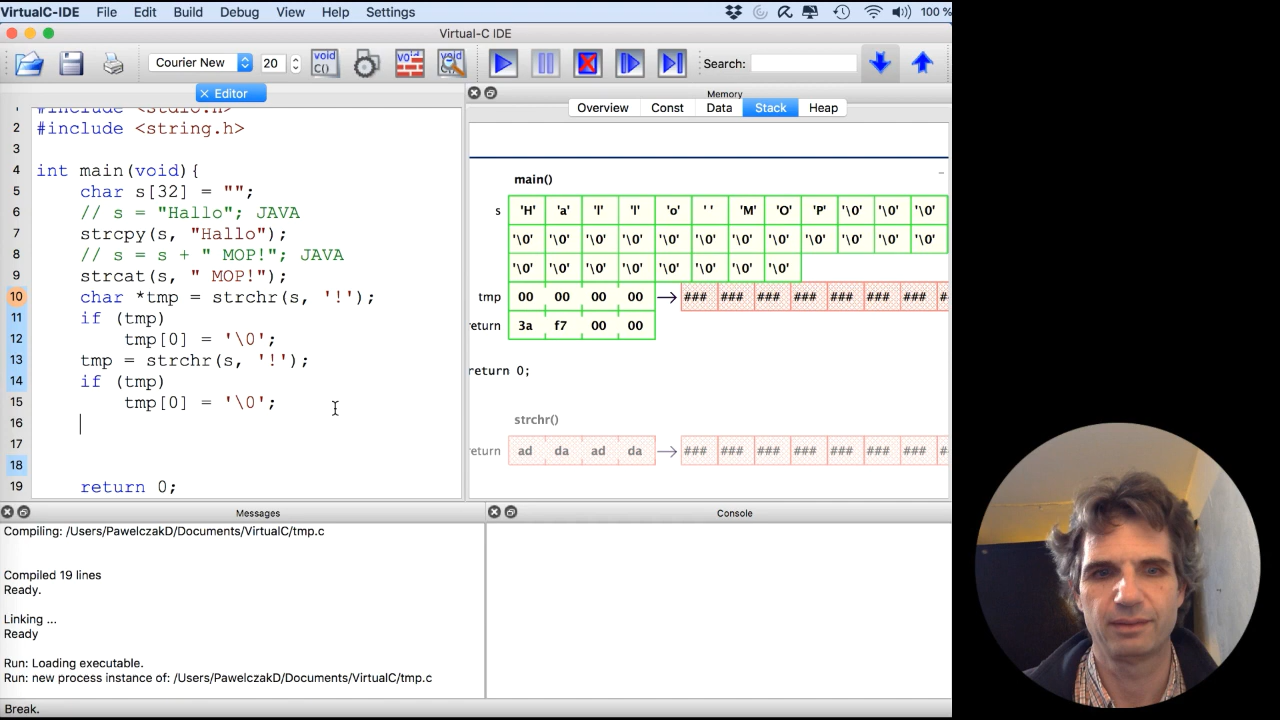 VirtualC-IDE File Edit Build Debug View Help Settings 100 %
Virtual-C IDE
Courier New 20 void C() void void C() Search:
Editor
Memory
Overview Const Data Stack Heap
1 #include <stdio.h>
2 #include <string.h>
3
4 int main(void){
5 char s[32] = "";
6 // s = "Hallo"; JAVA
7 strcpy(s, "Hallo");
8 // s = s + " MOP!"; JAVA
9 strcat(s, " MOP!");
10 char *tmp = strchr(s, '!');
11 if (tmp)
12 tmp[0] = '\0';
13 tmp = strchr(s, '!');
14 if (tmp)
15 tmp[0] = '\0';
16
17
18
19 return 0;
main()
s 'H' 'a' 'l' 'l' 'o' ' ' 'M' 'O' 'P' '\0' '\0' '\0'
'\0' '\0' '\0' '\0' '\0' '\0' '\0' '\0' '\0' '\0' '\0' '\0'
'\0' '\0' '\0' '\0' '\0' '\0' '\0' '\0'
tmp 00 00 00 00 ### ### ### ### ### ### ### #
return 3a f7 00 00
return 0;
strchr()
return ad da ad da ### ### ### ### ### ### ### #
Messages
Compiling: /Users/PawelczakD/Documents/VirtualC/tmp.c
Compiled 19 lines
Ready.
Linking ...
Ready
Run: Loading executable.
Run: new process instance of: /Users/PawelczakD/Documents/VirtualC/tmp.c
Console
Break.